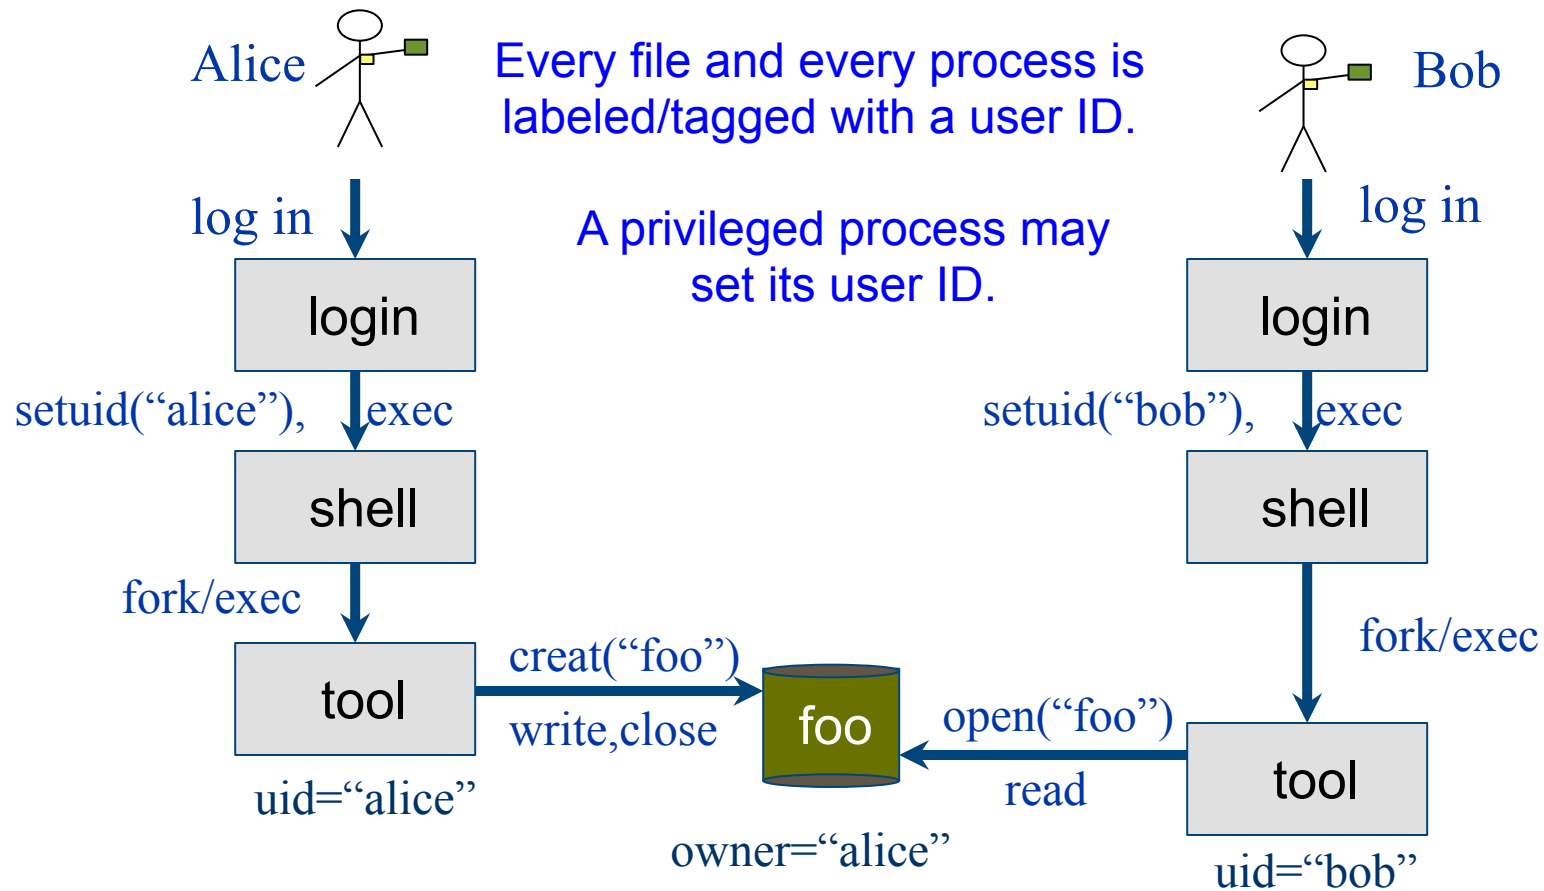 Alice
Every file and every process is
labeled/tagged with a user ID.
Bob
log in
A privileged process may
set its user ID.
log in
login
login
setuid(“alice”), exec
setuid(“bob”), exec
shell
shell
fork/exec
fork/exec
tool
creat(“foo”)
write,close
foo
open(“foo”)
read
tool
uid=“alice”
owner=“alice”
uid=“bob”